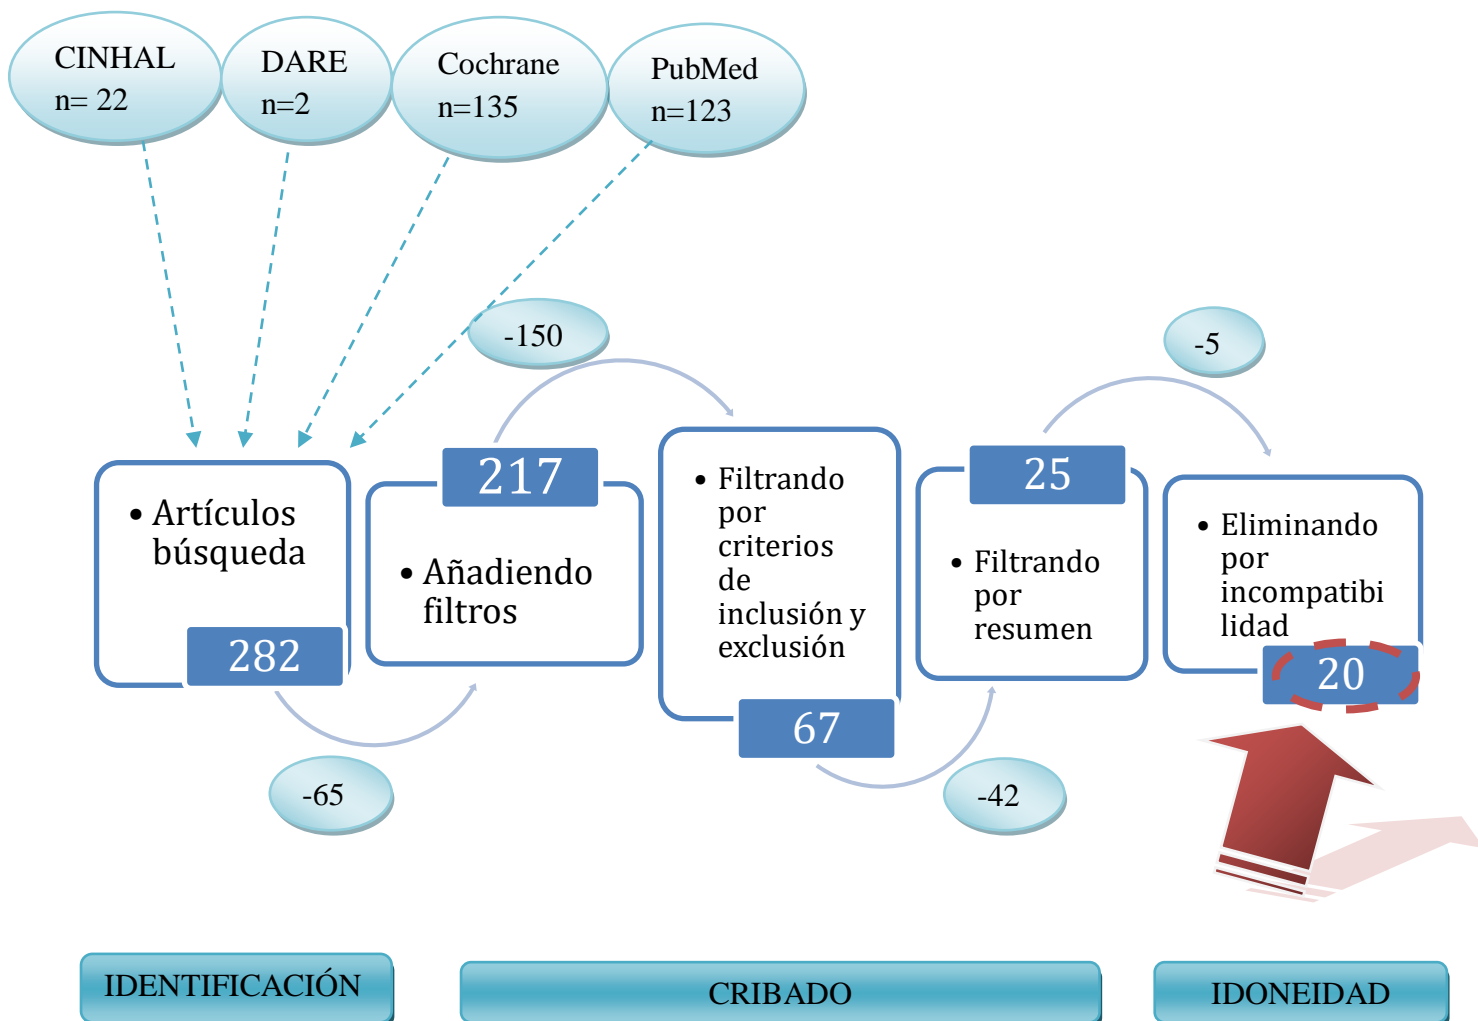 CINHAL
n= 22
DARE
n=2
Cochrane
n=135
PubMed
n=123
-150
-5
• Artículos
búsqueda
282
217
• Añadiendo
filtros
• Filtrando
por
criterios
de
inclusión y
exclusión
67
25
• Filtrando
por
resumen
• Eliminando
por
incompatibi
lidad
20
-65
-42
IDENTIFICACIÓN
CRIBADO
IDONEIDAD